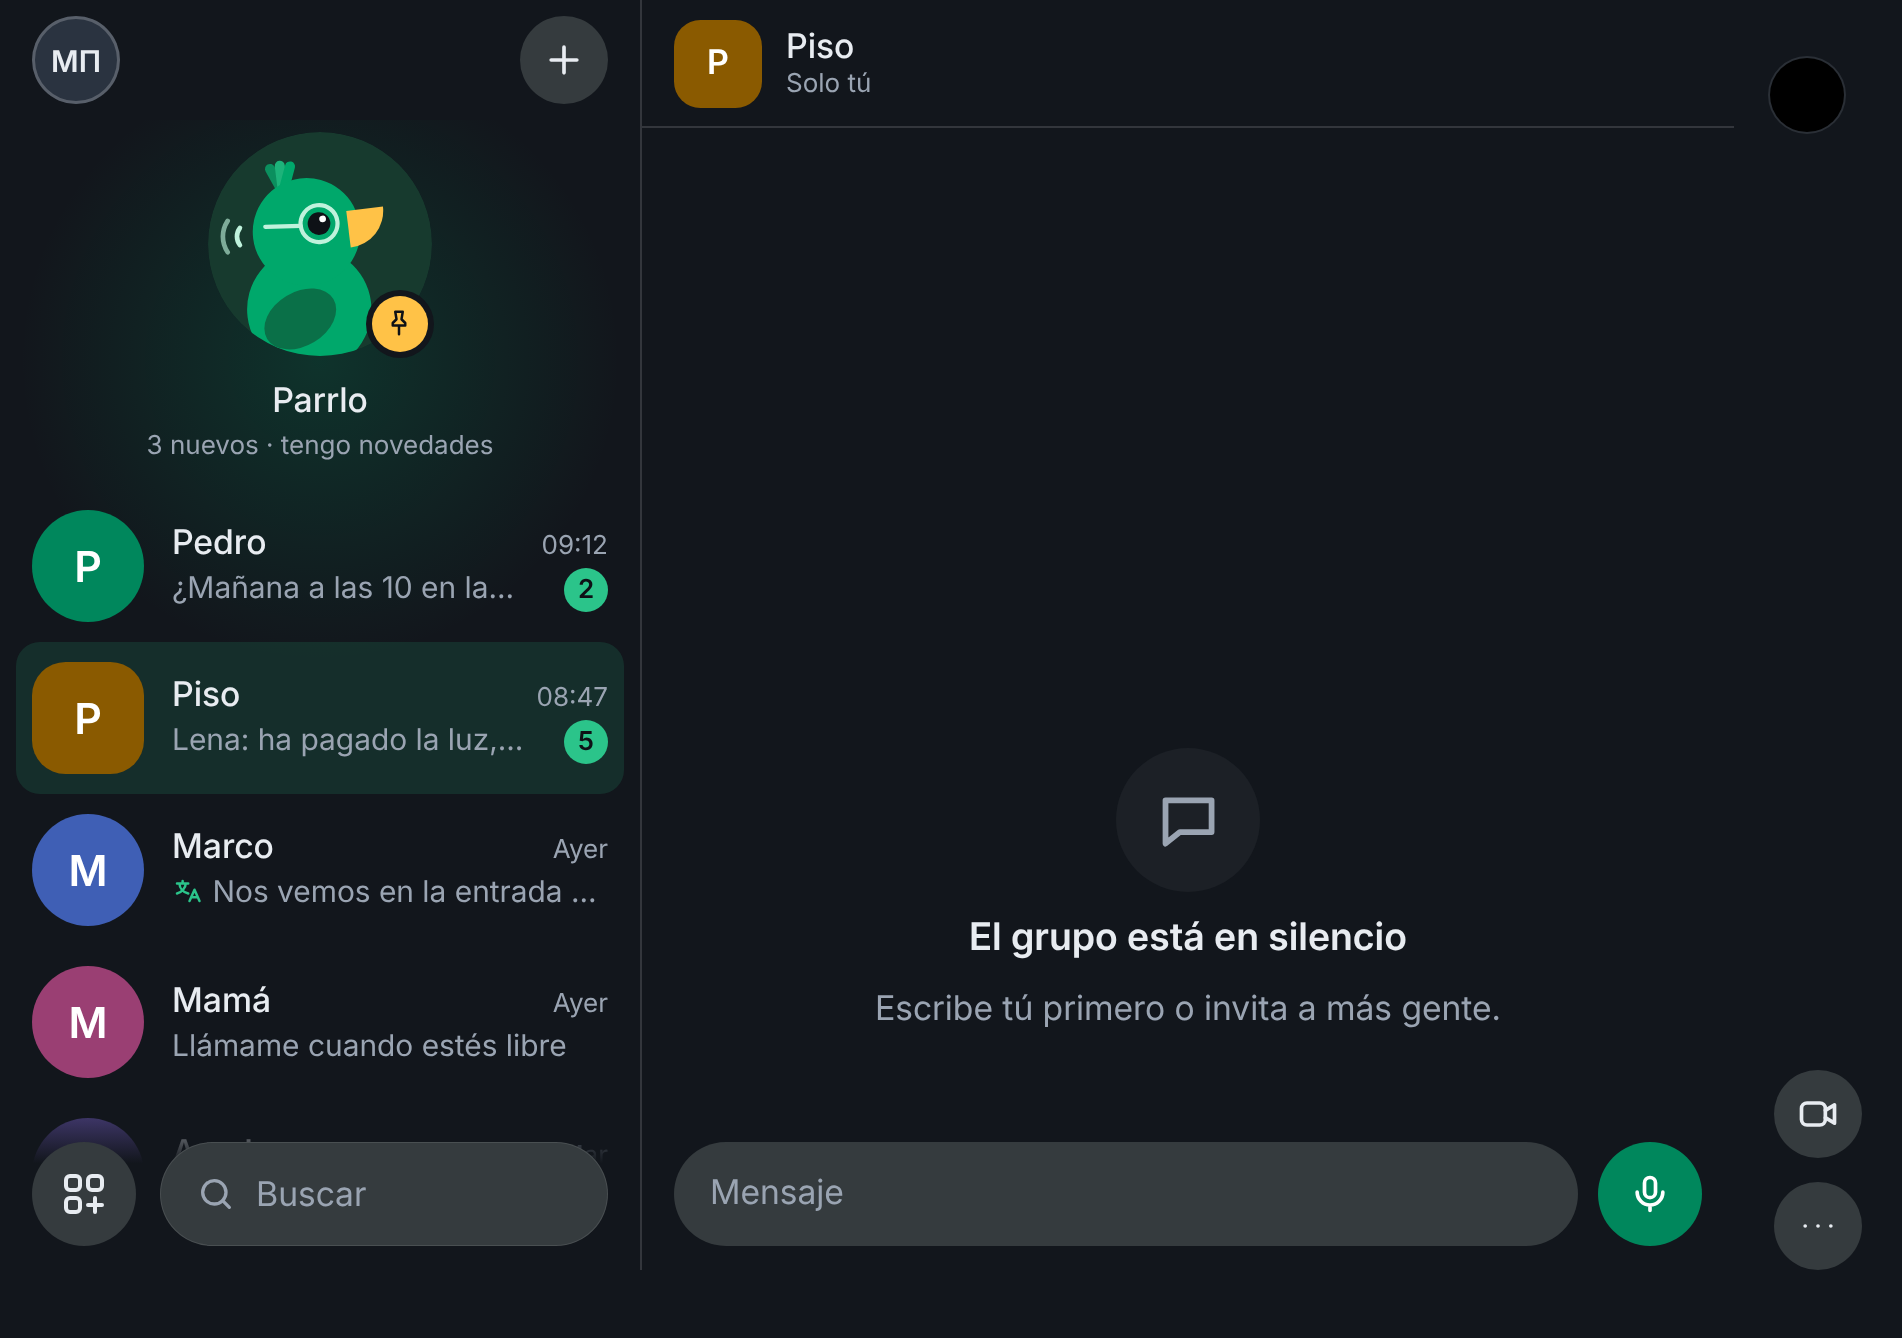 МП
Parrlo
3 nuevos · tengo novedades
P
Pedro
09:12
¿Mañana a las 10 en la...
2
P
Piso
08:47
Lena: ha pagado la luz,...
5
M
Marco
Ayer
Nos vemos en la entrada ...
M
Mamá
Ayer
Llámame cuando estés libre
Buscar
P
Piso
Solo tú
El grupo está en silencio
Escribe tú primero o invita a más gente.
Mensaje